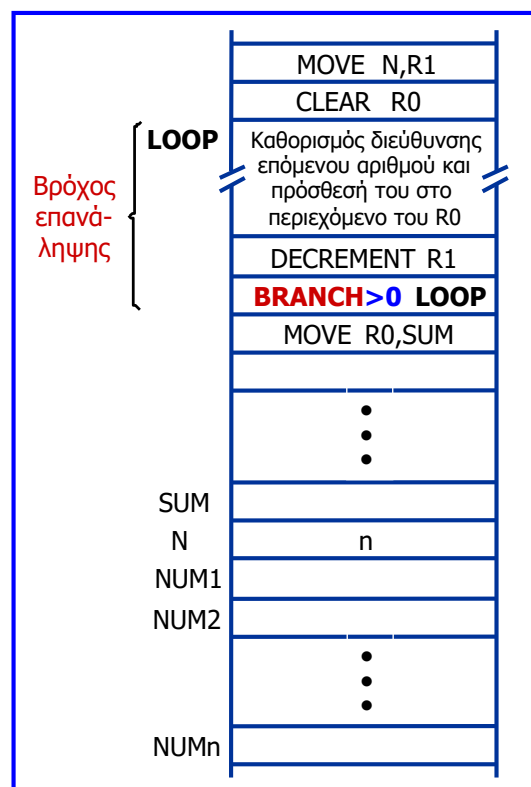 MOVE N,R1
CLEAR R0
LOOP
Καθορισμός διεύθυνσης
επόμενου αριθμού και
πρόσθεσή του στο
περιεχόμενο του R0
Βρόχος
επανά-
ληψης
DECREMENT R1
BRANCH>0 LOOP
MOVE R0,SUM
SUM
N n
NUM1
NUM2
NUMn